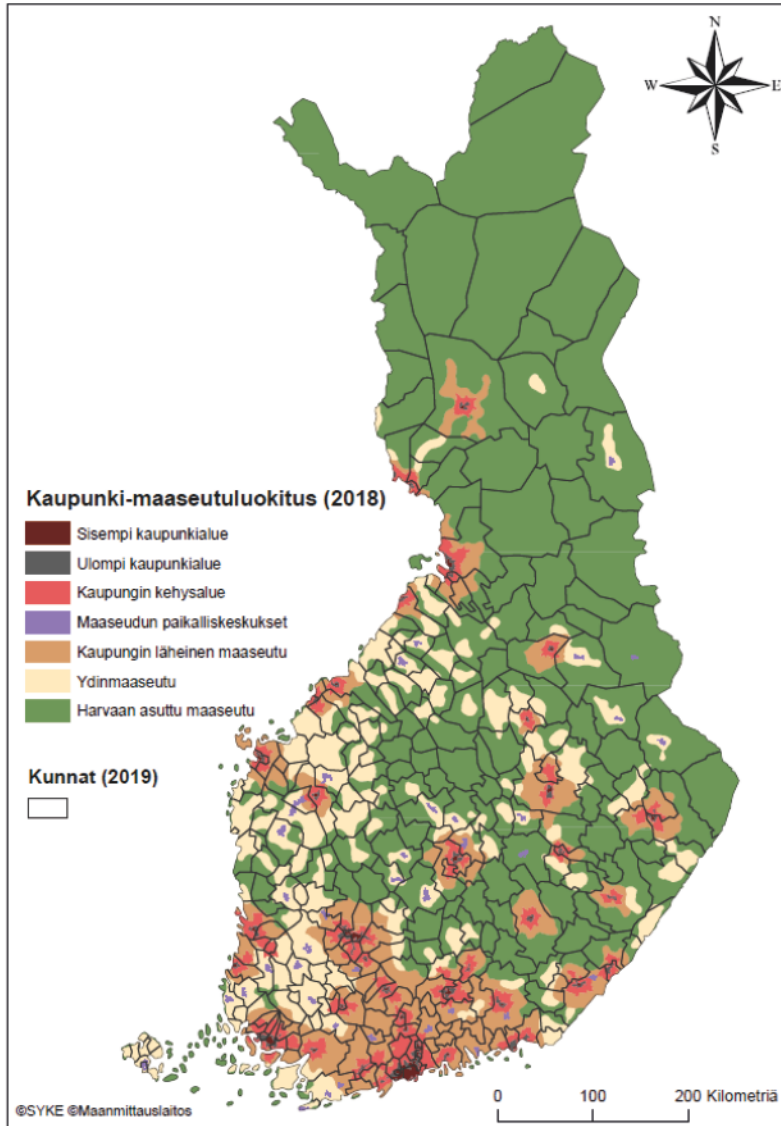 N
W E
S
Kaupunki-maaseutuluokitus (2018)
Sisempi kaupunkialue
Ulompi kaupunkialue
Kaupungin kehysalue
Maaseudun paikalliskeskukset
Kaupungin läheinen maaseutu
Ydinmaaseutu
Harvaan asuttu maaseutu
Kunnat (2019)
0 100 200 Kilometriä
©SYKE ©Maanmittauslaitos